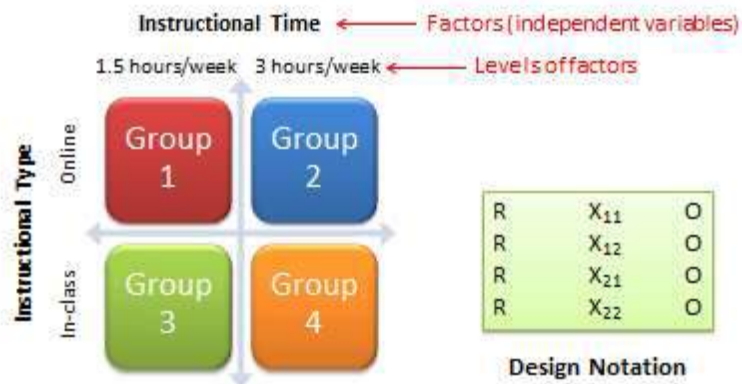 Instructional Time
Factors (independent variables)
1.5 hours/week
3 hours/week
Levels of factors
Instructional Type
Online
In-class
Group
1
Group
2
Group
3
Group
4
R X₁₁ O
R X₁₂ O
R X₂₁ O
R X₂₂ O
Design Notation